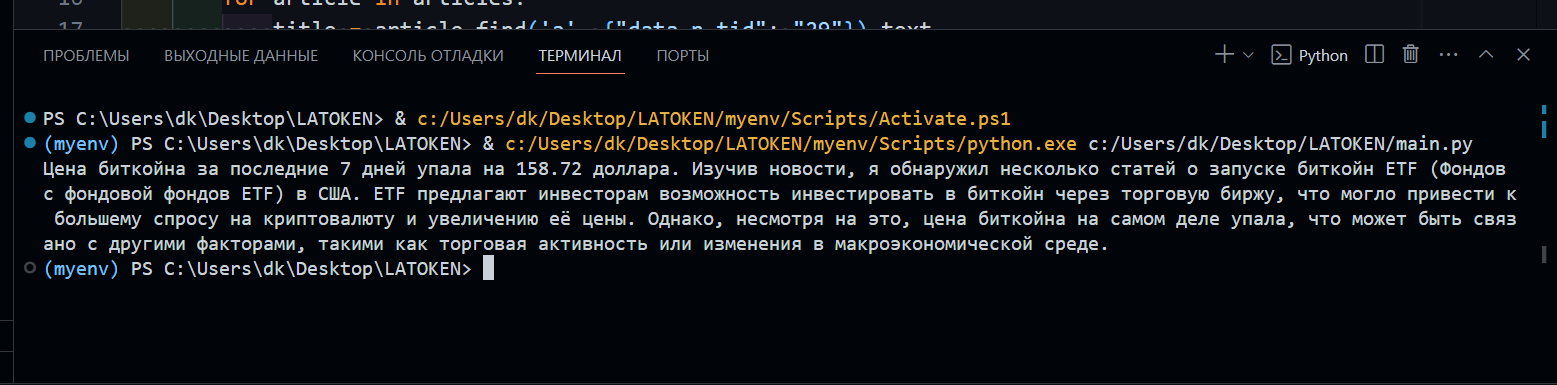 16 for article in articles:
17 title = article.find('a', {"data-n-tid": "29"}).text
ПРОБЛЕМЫ ВЫХОДНЫЕ ДАННЫЕ КОНСОЛЬ ОТЛАДКИ ТЕРМИНАЛ ПОРТЫ Python
PS C:\Users\dk\Desktop\LATOKEN> & c:/Users/dk/Desktop/LATOKEN/myenv/Scripts/Activate.ps1
(myenv) PS C:\Users\dk\Desktop\LATOKEN> & c:/Users/dk/Desktop/LATOKEN/myenv/Scripts/python.exe c:/Users/dk/Desktop/LATOKEN/main.py
Цена биткойна за последние 7 дней упала на 158.72 доллара. Изучив новости, я обнаружил несколько статей о запуске биткойн ETF (Фондов
с фондовой фондов ETF) в США. ETF предлагают инвесторам возможность инвестировать в биткойн через торговую биржу, что могло привести к
большему спросу на криптовалюту и увеличению её цены. Однако, несмотря на это, цена биткойна на самом деле упала, что может быть связ
ано с другими факторами, такими как торговая активность или изменения в макроэкономической среде.
(myenv) PS C:\Users\dk\Desktop\LATOKEN>